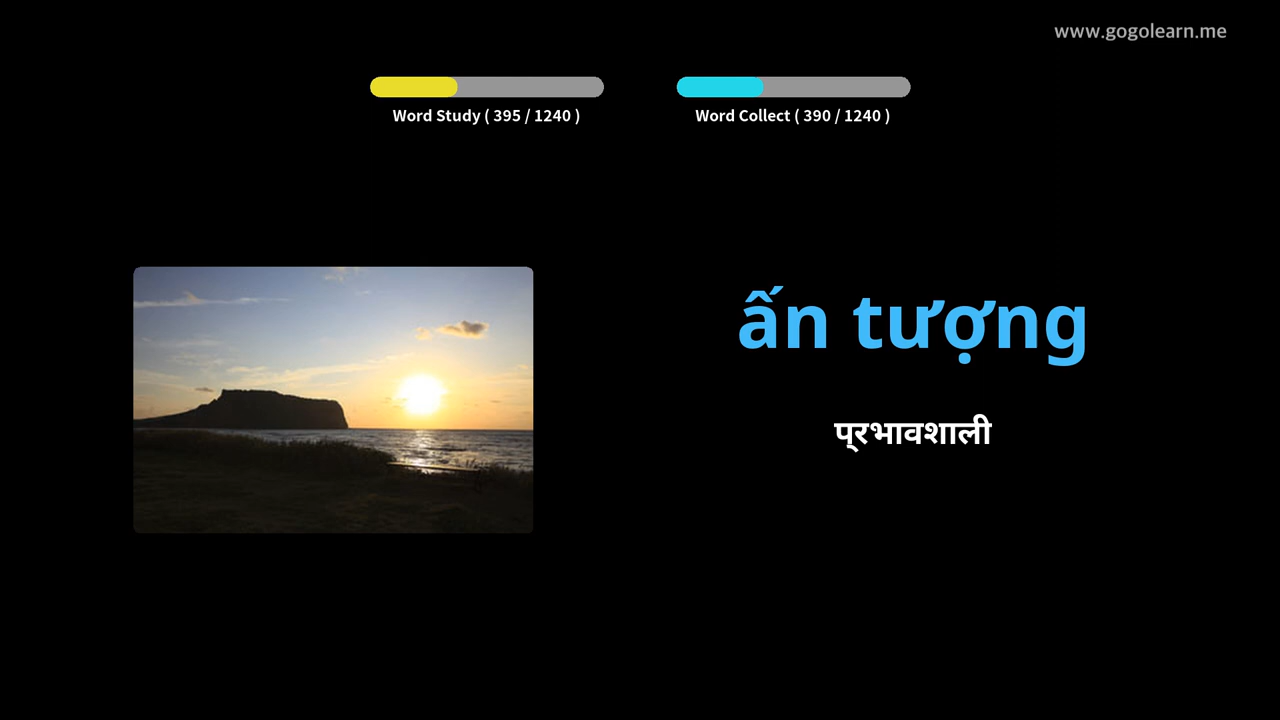 www.gogolearn.me
Word Study ( 395 / 1240 )
Word Collect ( 390 / 1240 )
ấn tượng
प्रभावशाली